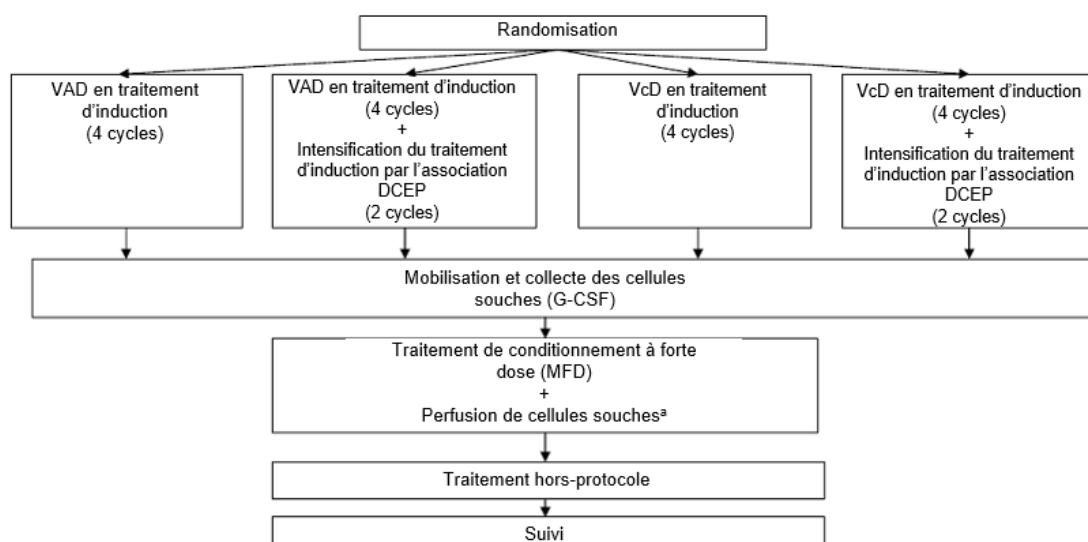 Randomisation
VAD en traitement
d'induction
(4 cycles)
VAD en traitement d'induction
(4 cycles)
+
Intensification du traitement
d'induction par l'association
DCEP
(2 cycles)
VcD en traitement
d'induction
(4 cycles)
VcD en traitement d'induction
(4 cycles)
+
Intensification du traitement
d'induction par l'association
DCEP
(2 cycles)
Mobilisation et collecte des cellules
souches (G-CSF)
Traitement de conditionnement à forte
dose (MFD)
+
Perfusion de cellules souchesª
Traitement hors-protocole
Suivi